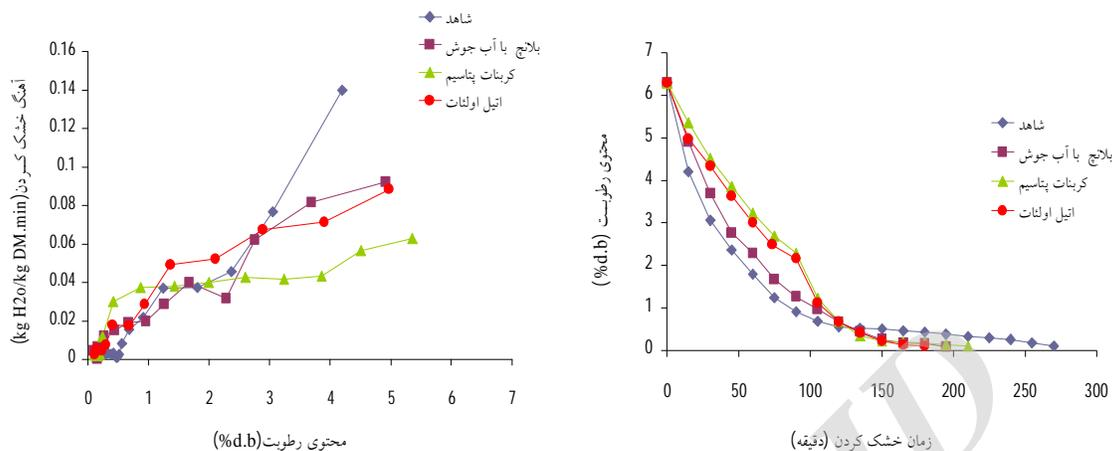 شاهد
بلانچ با آب جوش
کربنات پتاسیم
اتیل اولئات
آهنگ خشک کردن(kg H2o/kg DM.min)
0.16
0.14
0.12
0.1
0.08
0.06
0.04
0.02
0
0 1 2 3 4 5 6 7
محتوی رطوبت(%d.b)
شاهد
بلانچ با آب جوش
کربنات پتاسیم
اتیل اولئات
محتوی رطوبت (%d.b)
7
6
5
4
3
2
1
0
0 50 100 150 200 250 300
زمان خشک کردن (دقیقه)